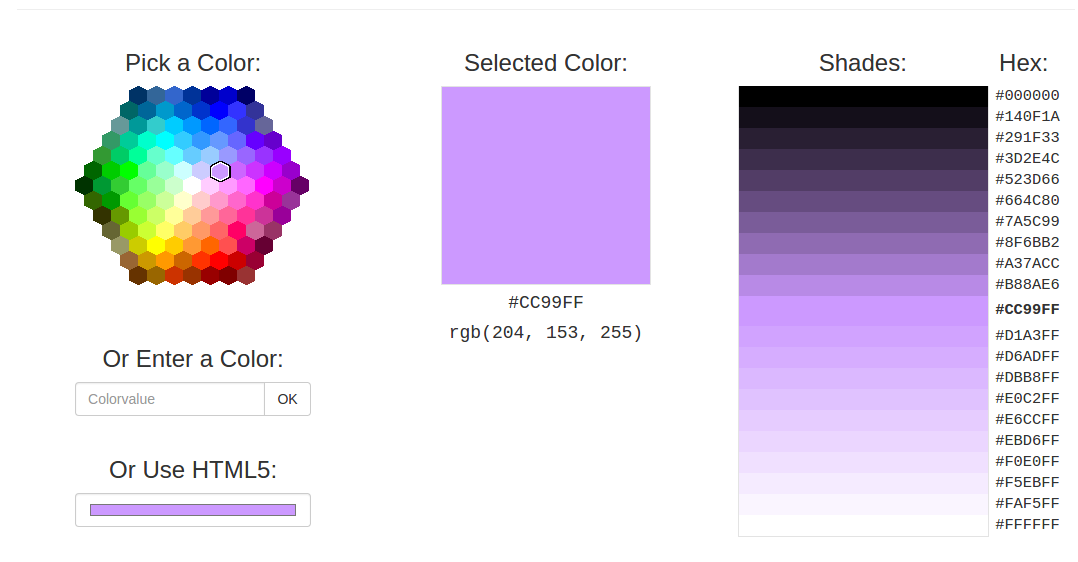 Pick a Color:
Or Enter a Color:
Colorvalue OK
Or Use HTML5:
Selected Color:
#CC99FF
rgb(204, 153, 255)
Shades: Hex:
#000000
#140F1A
#291F33
#3D2E4C
#523D66
#664C80
#7A5C99
#8F6BB2
#A37ACC
#B88AE6
#CC99FF
#D1A3FF
#D6ADFF
#DBB8FF
#E0C2FF
#E6CCFF
#EBD6FF
#F0E0FF
#F5EBFF
#FAF5FF
#FFFFFF